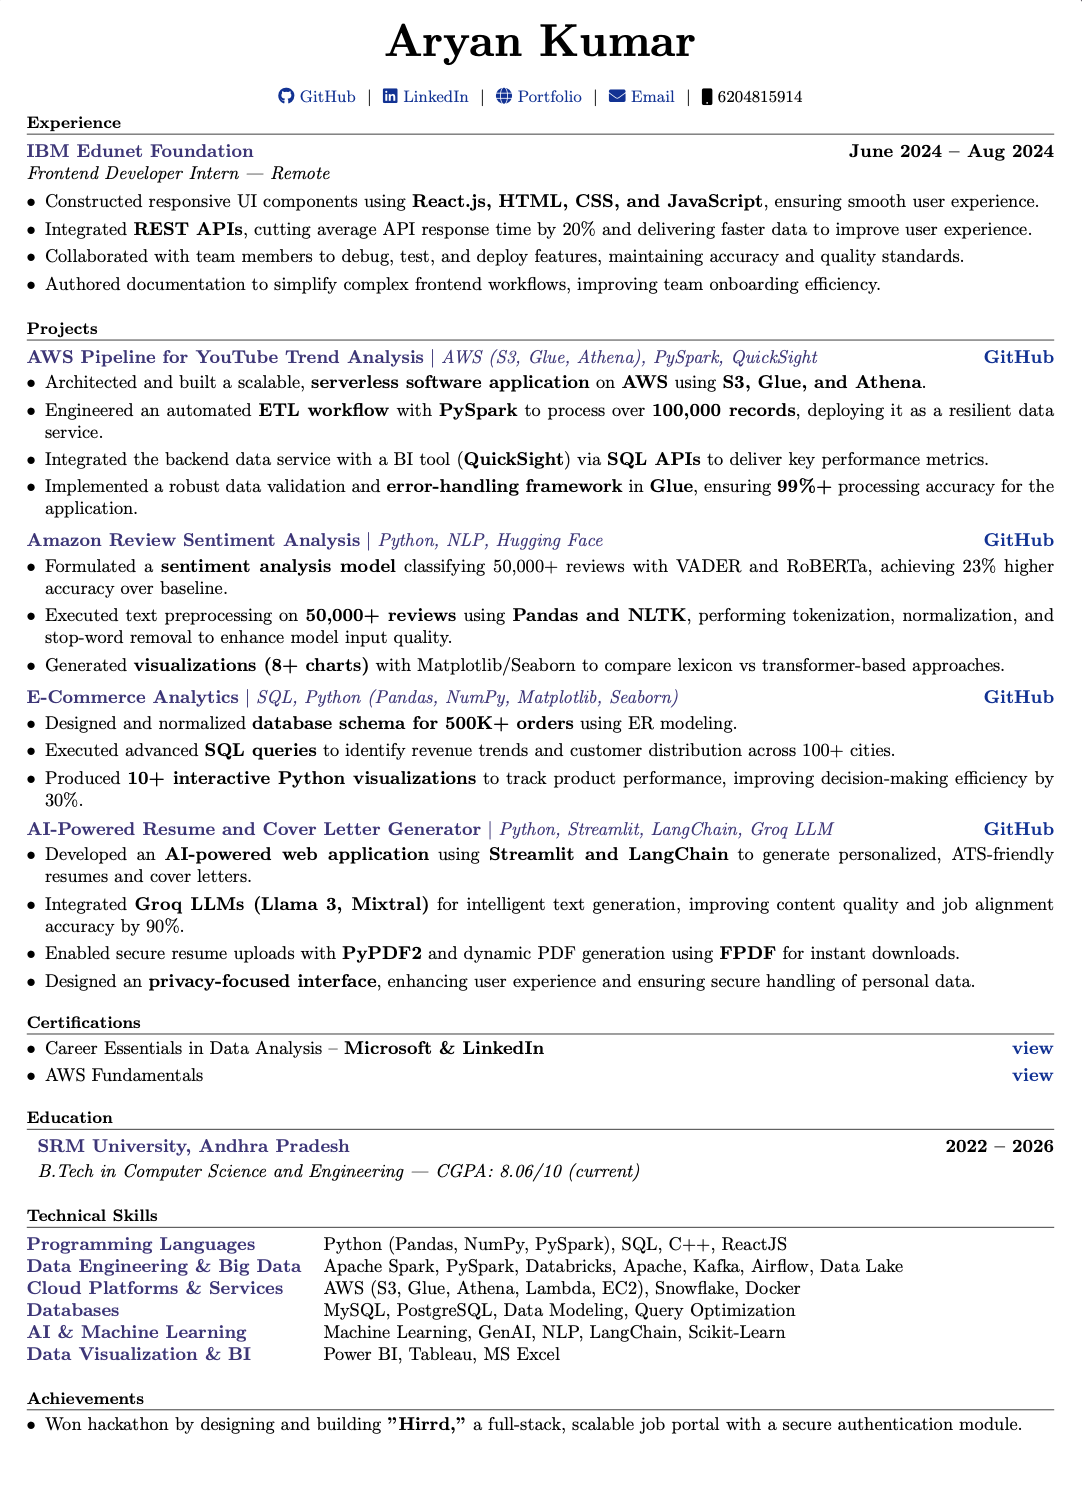 Aryan Kumar
GitHub | LinkedIn | Portfolio | Email | 6204815914
Experience
IBM Edunet Foundation June 2024 – Aug 2024
Frontend Developer Intern — Remote
• Constructed responsive UI components using React.js, HTML, CSS, and JavaScript, ensuring smooth user experience.
• Integrated REST APIs, cutting average API response time by 20% and delivering faster data to improve user experience.
• Collaborated with team members to debug, test, and deploy features, maintaining accuracy and quality standards.
• Authored documentation to simplify complex frontend workflows, improving team onboarding efficiency.
Projects
AWS Pipeline for YouTube Trend Analysis | AWS (S3, Glue, Athena), PySpark, QuickSight GitHub
• Architected and built a scalable, serverless software application on AWS using S3, Glue, and Athena.
• Engineered an automated ETL workflow with PySpark to process over 100,000 records, deploying it as a resilient data
service.
• Integrated the backend data service with a BI tool (QuickSight) via SQL APIs to deliver key performance metrics.
• Implemented a robust data validation and error-handling framework in Glue, ensuring 99%+ processing accuracy for the
application.
Amazon Review Sentiment Analysis | Python, NLP, Hugging Face GitHub
• Formulated a sentiment analysis model classifying 50,000+ reviews with VADER and RoBERTa, achieving 23% higher
accuracy over baseline.
• Executed text preprocessing on 50,000+ reviews using Pandas and NLTK, performing tokenization, normalization, and
stop-word removal to enhance model input quality.
• Generated visualizations (8+ charts) with Matplotlib/Seaborn to compare lexicon vs transformer-based approaches.
E-Commerce Analytics | SQL, Python (Pandas, NumPy, Matplotlib, Seaborn) GitHub
• Designed and normalized database schema for 500K+ orders using ER modeling.
• Executed advanced SQL queries to identify revenue trends and customer distribution across 100+ cities.
• Produced 10+ interactive Python visualizations to track product performance, improving decision-making efficiency by
30%.
AI-Powered Resume and Cover Letter Generator | Python, Streamlit, LangChain, Groq LLM GitHub
• Developed an AI-powered web application using Streamlit and LangChain to generate personalized, ATS-friendly
resumes and cover letters.
• Integrated Groq LLMs (Llama 3, Mixtral) for intelligent text generation, improving content quality and job alignment
accuracy by 90%.
• Enabled secure resume uploads with PyPDF2 and dynamic PDF generation using FPDF for instant downloads.
• Designed an privacy-focused interface, enhancing user experience and ensuring secure handling of personal data.
Certifications
• Career Essentials in Data Analysis – Microsoft & LinkedIn view
• AWS Fundamentals view
Education
SRM University, Andhra Pradesh 2022 – 2026
B.Tech in Computer Science and Engineering — CGPA: 8.06/10 (current)
Technical Skills
Programming Languages Python (Pandas, NumPy, PySpark), SQL, C++, ReactJS
Data Engineering & Big Data Apache Spark, PySpark, Databricks, Apache, Kafka, Airflow, Data Lake
Cloud Platforms & Services AWS (S3, Glue, Athena, Lambda, EC2), Snowflake, Docker
Databases MySQL, PostgreSQL, Data Modeling, Query Optimization
AI & Machine Learning Machine Learning, GenAI, NLP, LangChain, Scikit-Learn
Data Visualization & BI Power BI, Tableau, MS Excel
Achievements
• Won hackathon by designing and building ”Hirrd,” a full-stack, scalable job portal with a secure authentication module.